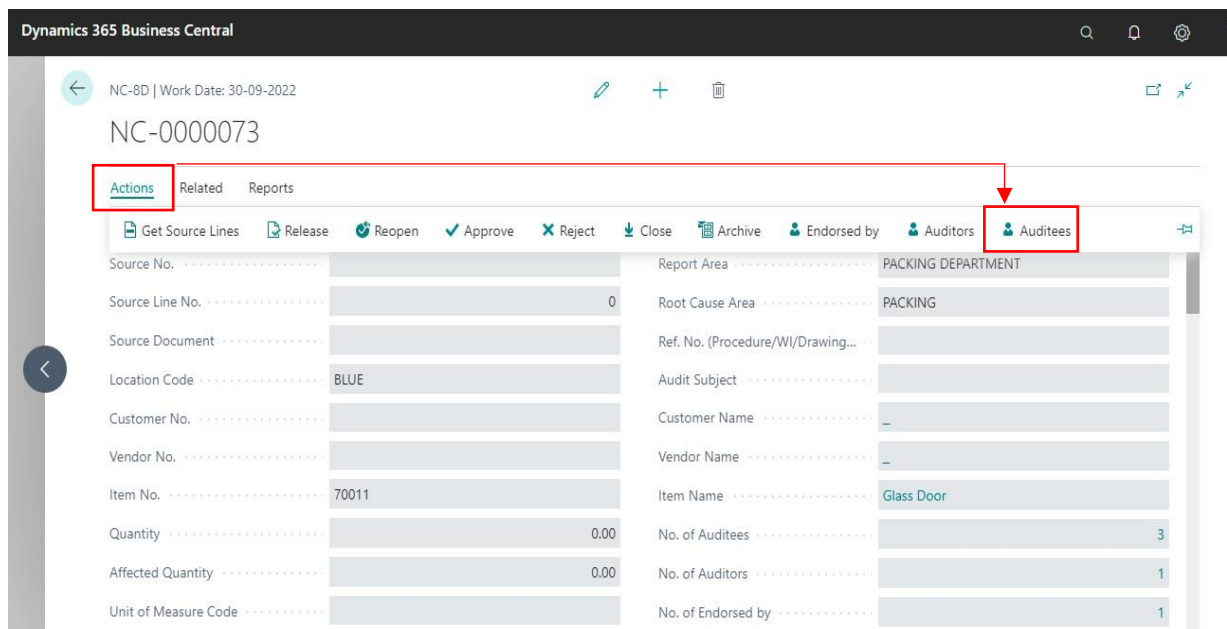 Dynamics 365 Business Central
NC-8D | Work Date: 30-09-2022
NC-0000073
Actions Related Reports
Get Source Lines Release Reopen Approve Reject Close Archive Endorsed by Auditors Auditees
Source No. Report Area PACKING DEPARTMENT
Source Line No. 0 Root Cause Area PACKING
Source Document Ref. No. (Procedure/WI/Drawing...
Location Code BLUE Audit Subject
Customer No. Customer Name _
Vendor No. Vendor Name _
Item No. 70011 Item Name Glass Door
Quantity 0.00 No. of Auditees 3
Affected Quantity 0.00 No. of Auditors 1
Unit of Measure Code No. of Endorsed by 1